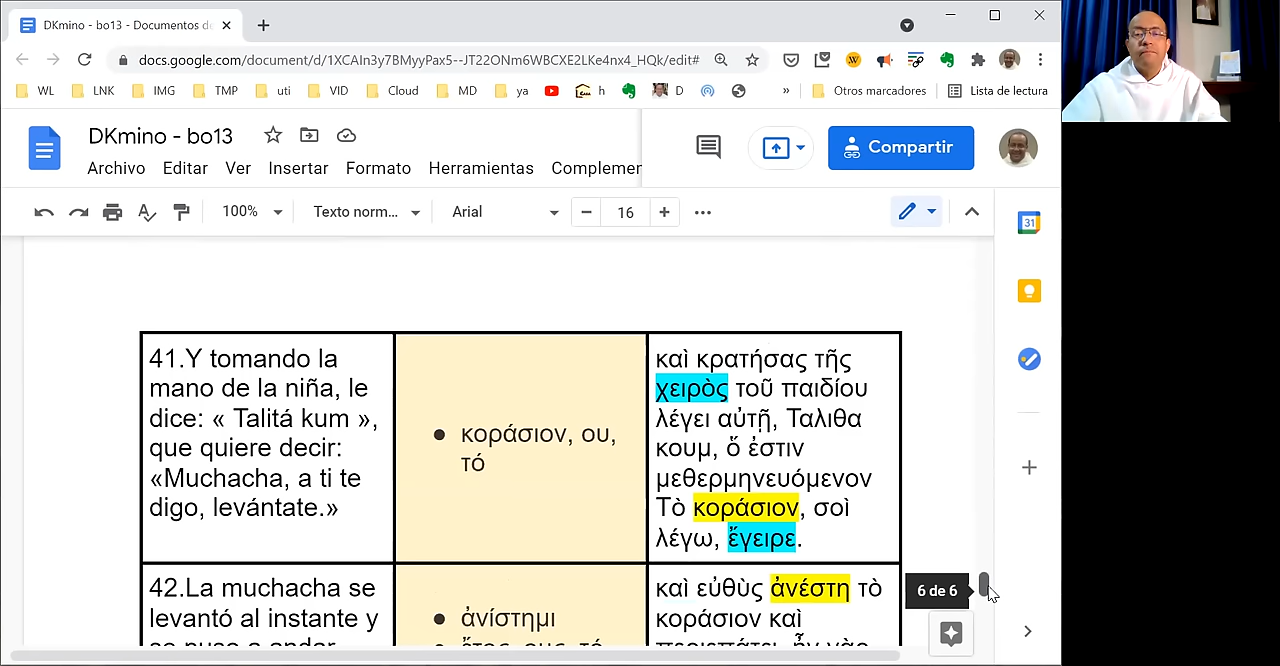 DKmino - bo13 - Documentos de
docs.google.com/document/d/1XCAIn3y7BMyyPax5--JT22ONm6WBCXE2LKe4nx4_HQk/edit#
WL LNK IMG TMP uti VID Cloud MD ya h D » Otros marcadores Lista de lectura
DKmino - bo13
Archivo Editar Ver Insertar Formato Herramientas Complemen
Compartir
100% Texto norm... Arial 16
31
41.Y tomando la
mano de la niña, le
dice: « Talitá kum »,
que quiere decir:
«Muchacha, a ti te
digo, levántate.»
● κοράσιον, ου,
τό
καὶ κρατήσας τῆς
χειρὸς τοῦ παιδίου
λέγει αὐτῇ, Ταλιθα
κουμ, ὅ ἐστιν
μεθερμηνευόμενον
Τὸ κοράσιον, σοὶ
λέγω, ἔγειρε.
42.La muchacha se
levantó al instante y
● ἀνίστημι
καὶ εὐθὺς ἀνέστη τὸ
κοράσιον καὶ
6 de 6